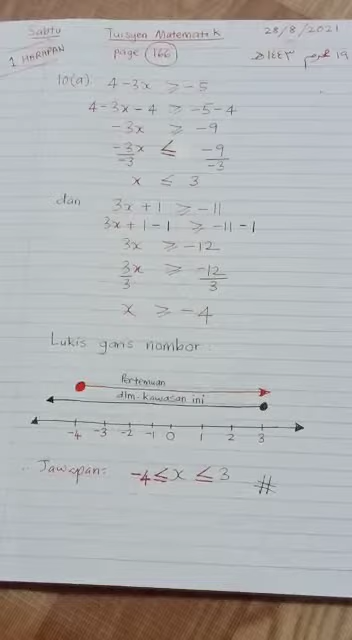 Sabtu Tuisyen Matematik 28/8/2021
1 HARAPAN page 166 ١٩ محرم ١٤٤٣هـ
10(a) 4-3x ≥ -5
4-3x-4 ≥ -5-4
-3x ≥ -9
-3x/-3 ≤ -9/-3
x ≤ 3
dan 3x+1 ≥ -11
3x+1-1 ≥ -11-1
3x ≥ -12
3x/3 ≥ -12/3
x ≥ -4
Lukis garis nombor
Pertemuan
dlm kawasan ini
-4 -3 -2 -1 0 1 2 3
∴ Jawapan: -4 ≤ x ≤ 3 #